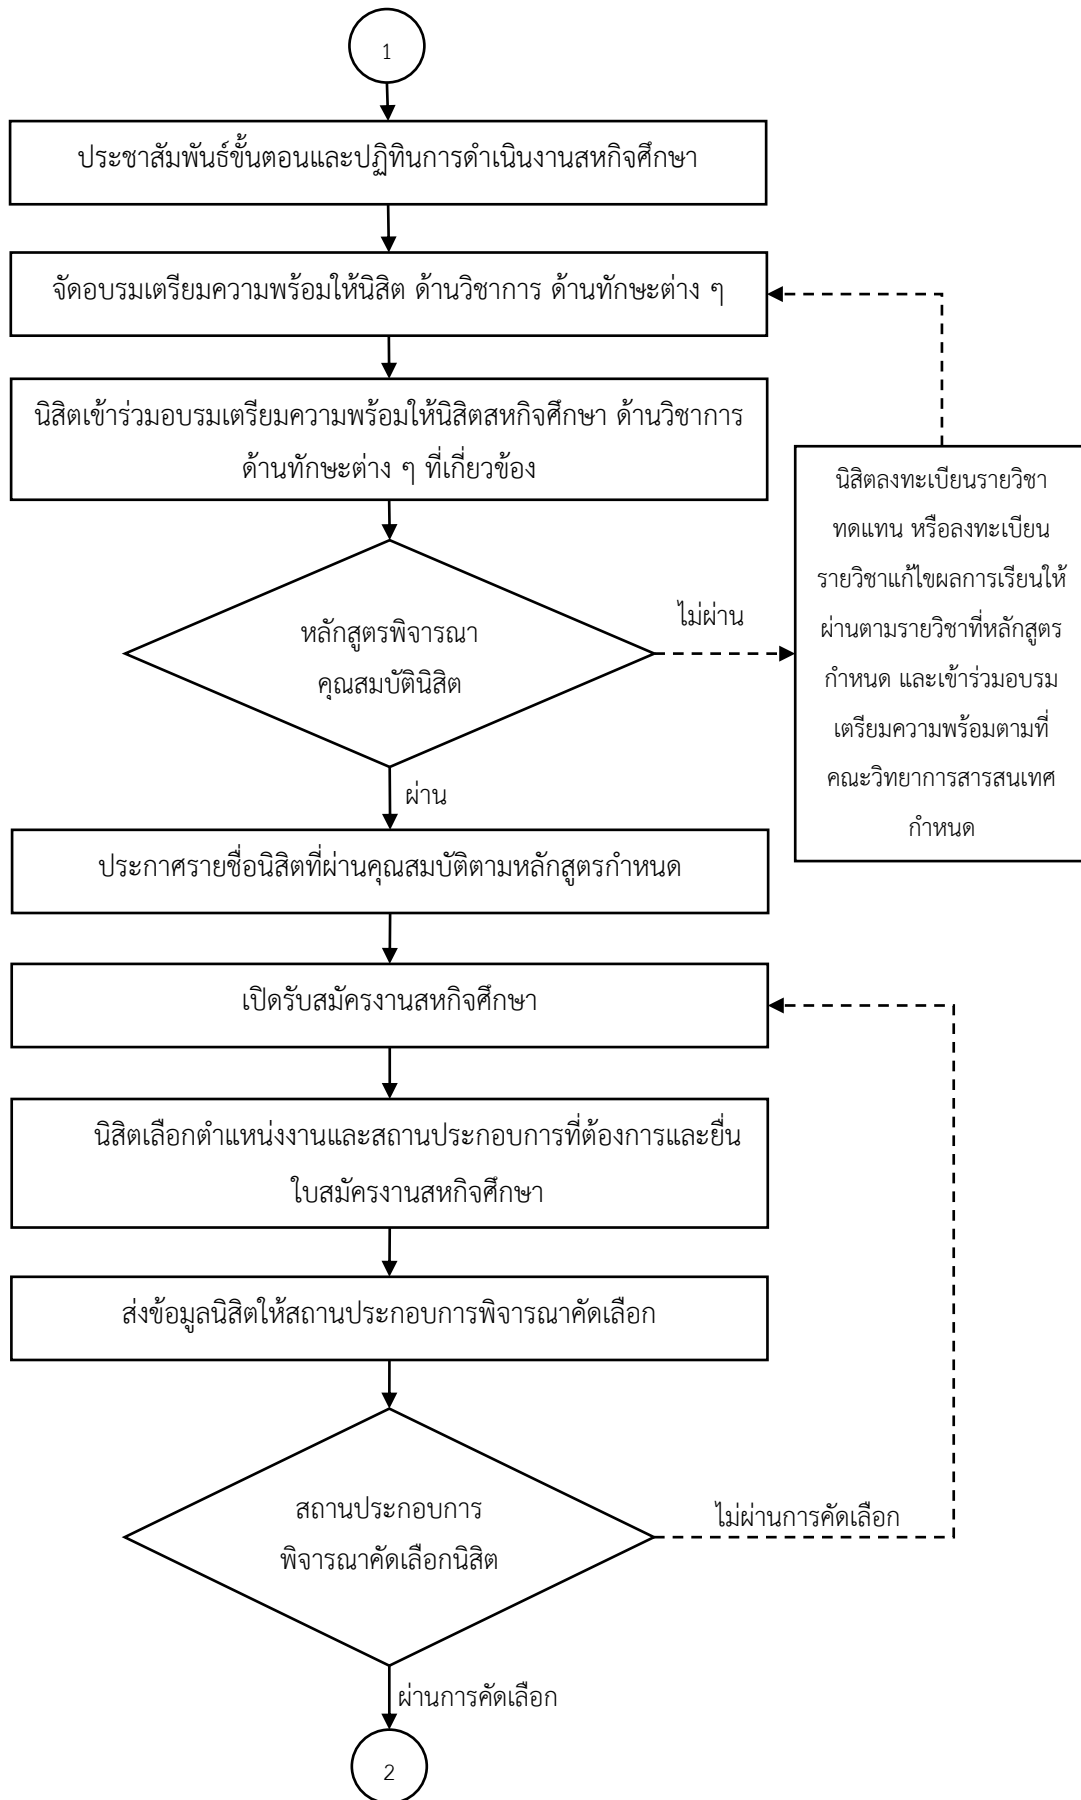 1
ประชาสัมพันธ์ขั้นตอนและปฏิทินการดำเนินงานสหกิจศึกษา
จัดอบรมเตรียมความพร้อมให้นิสิต ด้านวิชาการ ด้านทักษะต่าง ๆ
นิสิตเข้าร่วมอบรมเตรียมความพร้อมให้นิสิตสหกิจศึกษา ด้านวิชาการ
ด้านทักษะต่าง ๆ ที่เกี่ยวข้อง
หลักสูตรพิจารณา
คุณสมบัตินิสิต
ไม่ผ่าน
นิสิตลงทะเบียนรายวิชา
ทดแทน หรือลงทะเบียน
รายวิชาแก้ไขผลการเรียนให้
ผ่านตามรายวิชาที่หลักสูตร
กำหนด และเข้าร่วมอบรม
เตรียมความพร้อมตามที่
คณะวิทยาการสารสนเทศ
กำหนด
ผ่าน
ประกาศรายชื่อนิสิตที่ผ่านคุณสมบัติตามหลักสูตรกำหนด
เปิดรับสมัครงานสหกิจศึกษา
นิสิตเลือกตำแหน่งงานและสถานประกอบการที่ต้องการและยื่น
ใบสมัครงานสหกิจศึกษา
ส่งข้อมูลนิสิตให้สถานประกอบการพิจารณาคัดเลือก
สถานประกอบการ
พิจารณาคัดเลือกนิสิต
ไม่ผ่านการคัดเลือก
ผ่านการคัดเลือก
2